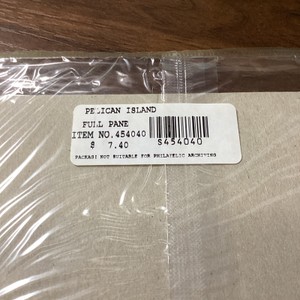 PELICAN ISLAND
FULL PANE
ITEM NO.454040
$ 7.40
S454040
PACKAGE NOT SUITABLE FOR PHILATELIC ARCHIVING